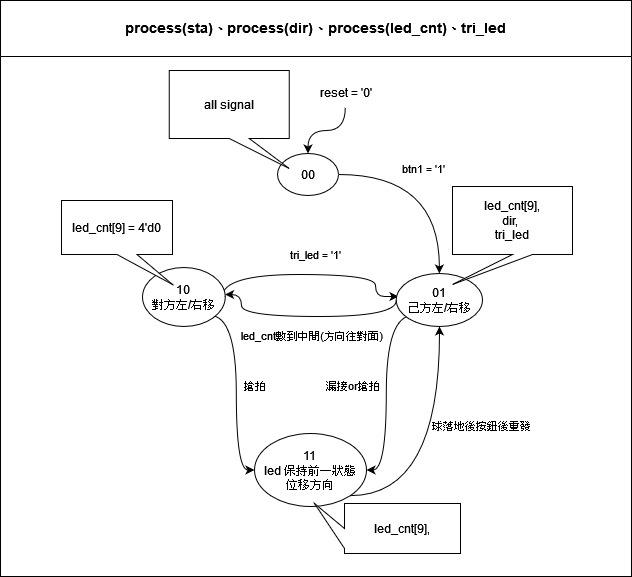 process(sta)、process(dir)、process(led_cnt)、tri_led
all signal
reset = '0'
00
btn1 = '1'
led_cnt[9],
dir,
tri_led
led_cnt[9] = 4'd0
tri_led = '1'
10
對方左/右移
01
己方左/右移
led_cnt數到中間(方向往對面)
搶拍
漏接or搶拍
球落地後按鈕後重發
11
led 保持前一狀態
位移方向
led_cnt[9],